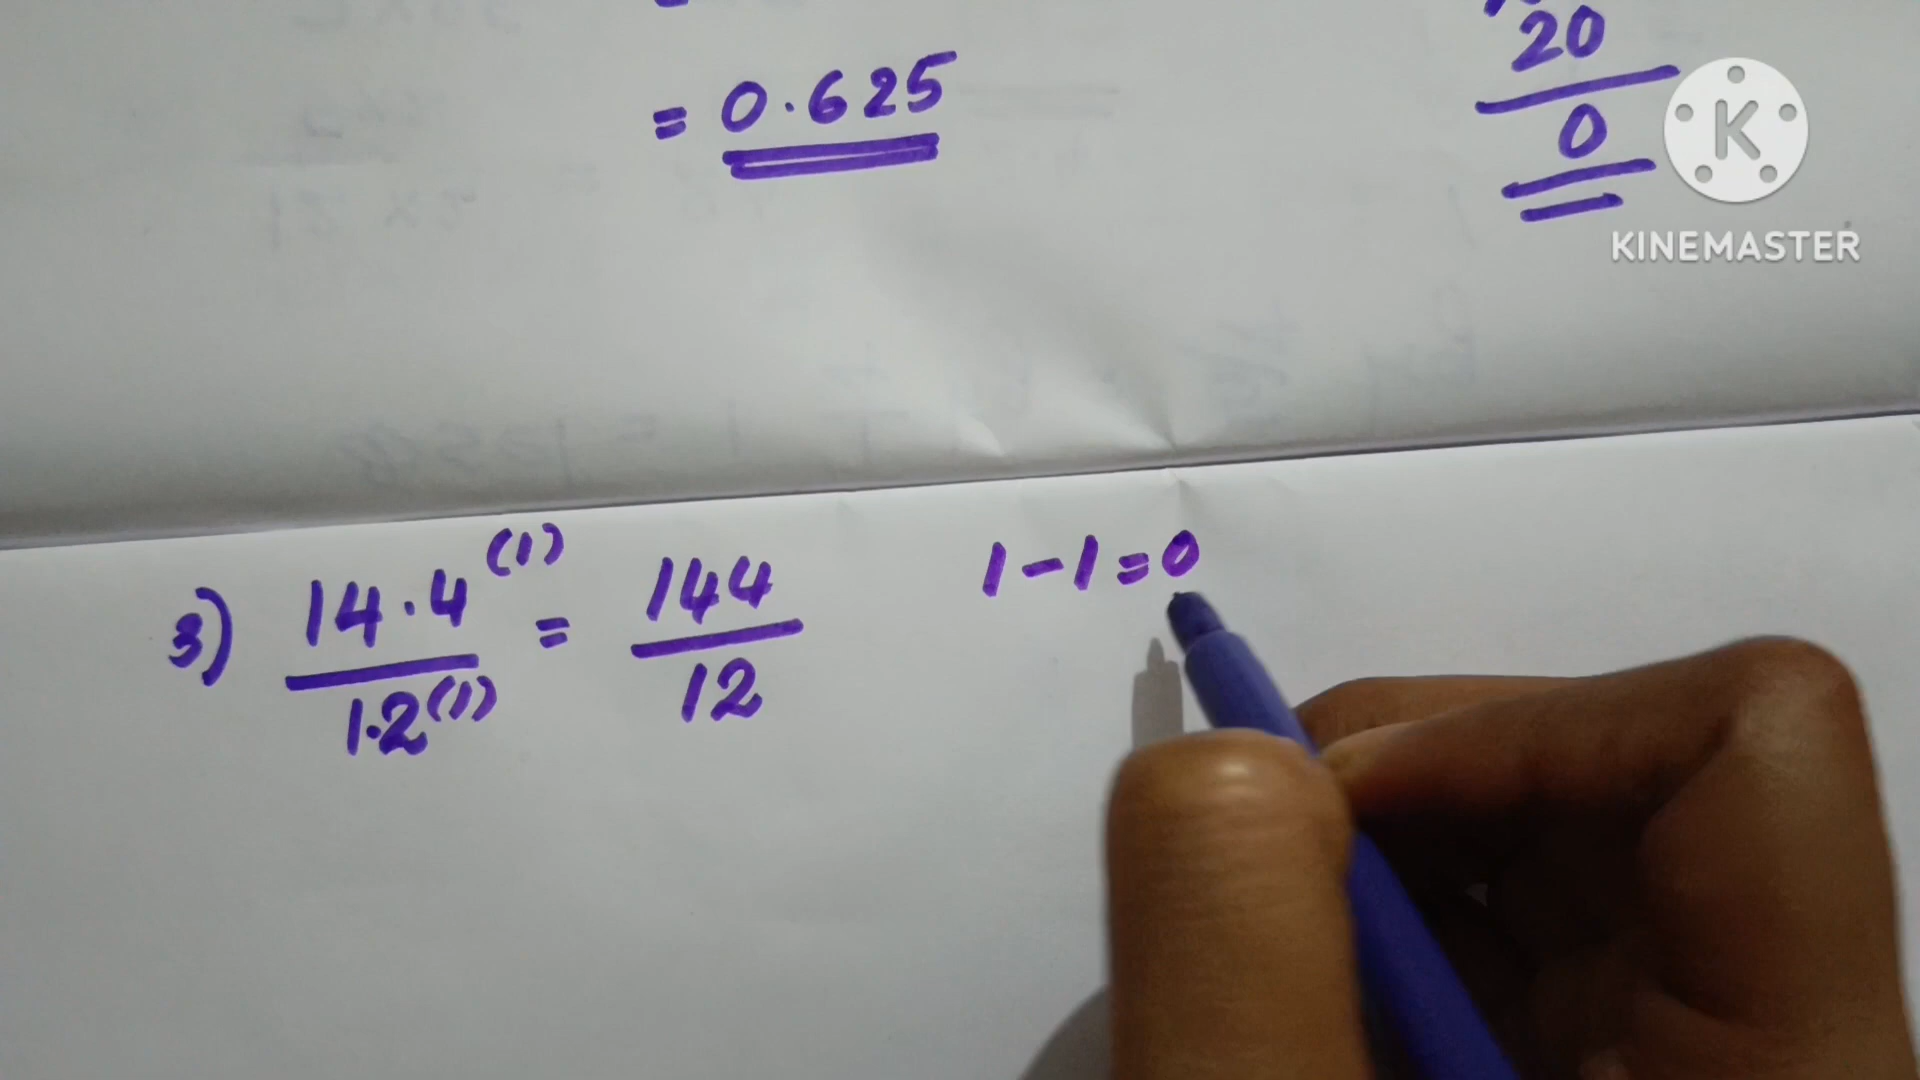 20
= 0.625
0
K
KINEMASTER
3) 14.4 (1) / 1.2 (1) = 144 / 12
1 - 1 = 0